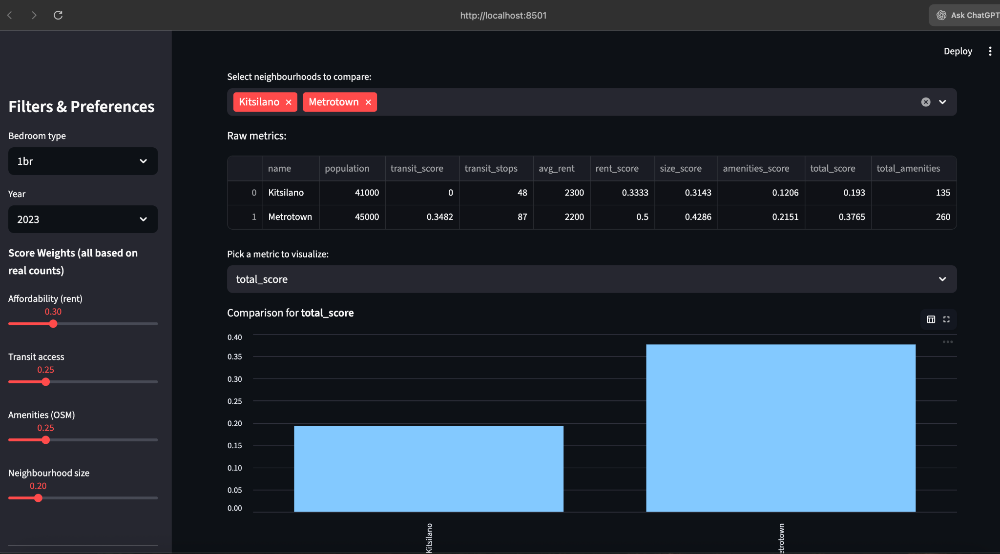 http://localhost:8501
Ask ChatGPT
Deploy
Filters & Preferences
Bedroom type
1br
Year
2023
Score Weights (all based on
real counts)
Affordability (rent)
0.30
Transit access
0.25
Amenities (OSM)
0.25
Neighbourhood size
0.20
Select neighbourhoods to compare:
Kitsilano × Metrotown ×
Raw metrics:
name population transit_score transit_stops avg_rent rent_score size_score amenities_score total_score total_amenities
0 Kitsilano 41000 0 48 2300 0.3333 0.3143 0.1206 0.193 135
1 Metrotown 45000 0.3482 87 2200 0.5 0.4286 0.2151 0.3765 260
Pick a metric to visualize:
total_score
Comparison for total_score
0.40
0.35
0.30
0.25
0.20
0.15
0.10
0.05
0.00
Kitsilano
etrotown